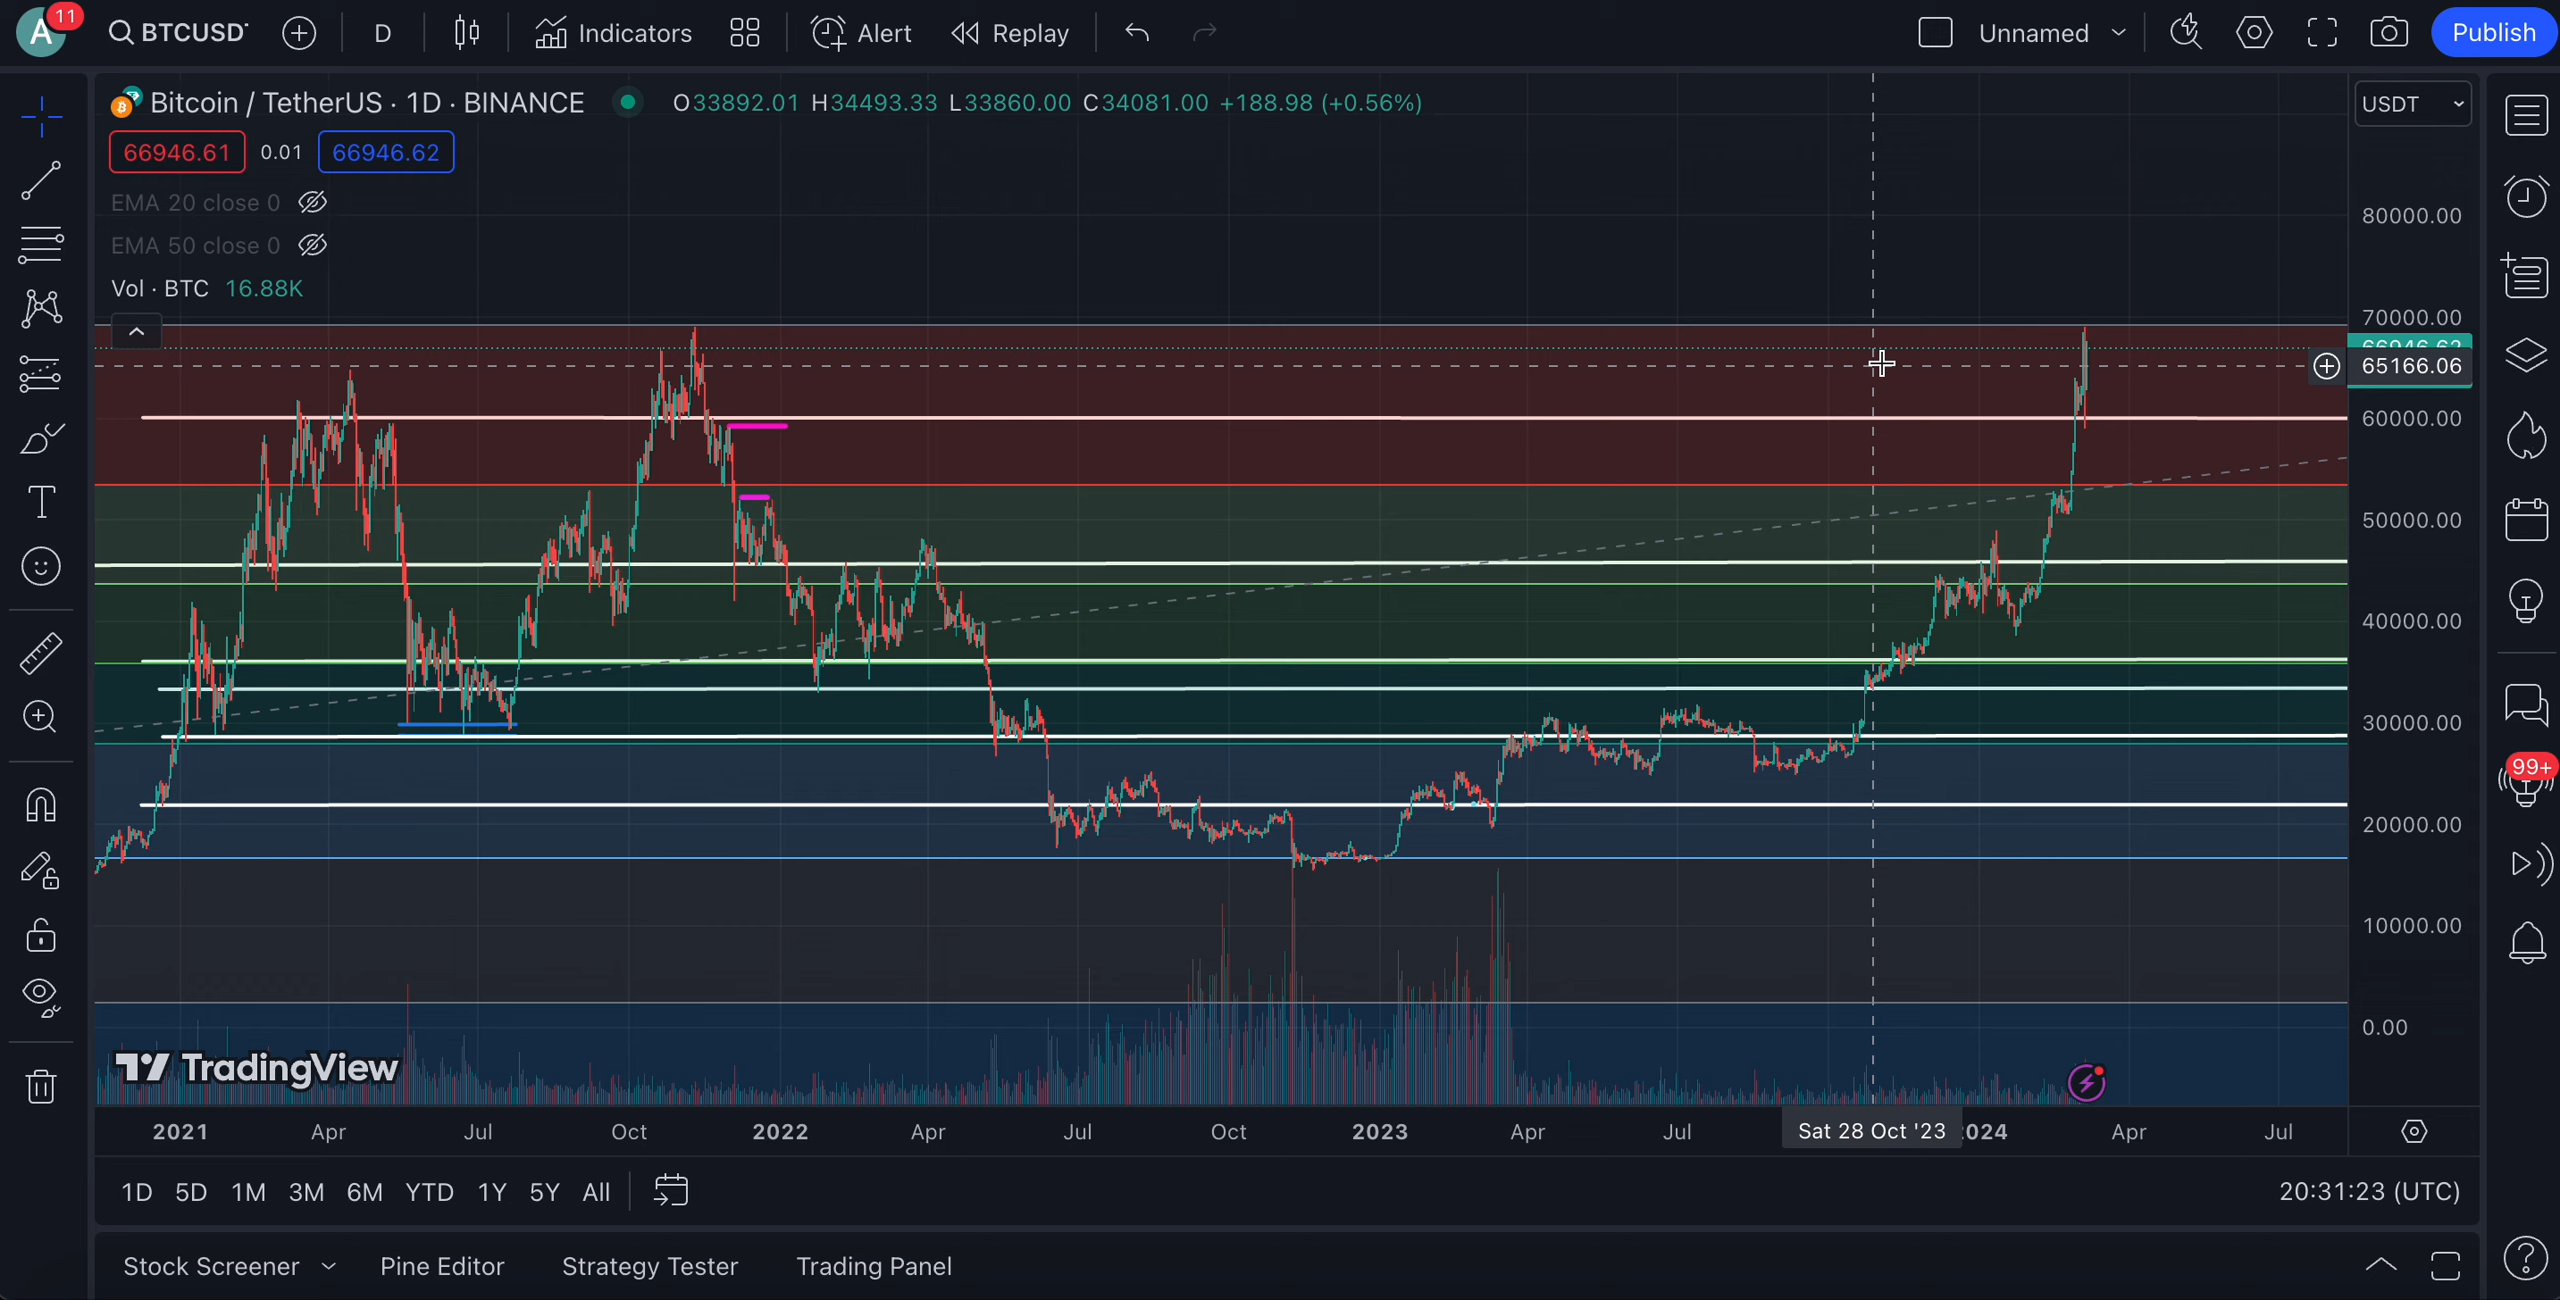 A 11 BTCUSDT D Indicators Alert Replay Unnamed Publish
Bitcoin / TetherUS · 1D · BINANCE O33892.01 H34493.33 L33860.00 C34081.00 +188.98 (+0.56%) USDT
66946.61 0.01 66946.62
EMA 20 close 0
EMA 50 close 0
Vol · BTC 16.88K
80000.00
70000.00
66946.62
65166.06
60000.00
50000.00
40000.00
30000.00
20000.00
10000.00
0.00
99+
TradingView
2021 Apr Jul Oct 2022 Apr Jul Oct 2023 Apr Jul Sat 28 Oct '23 2024 Apr Jul
1D 5D 1M 3M 6M YTD 1Y 5Y All 20:31:23 (UTC)
Stock Screener Pine Editor Strategy Tester Trading Panel